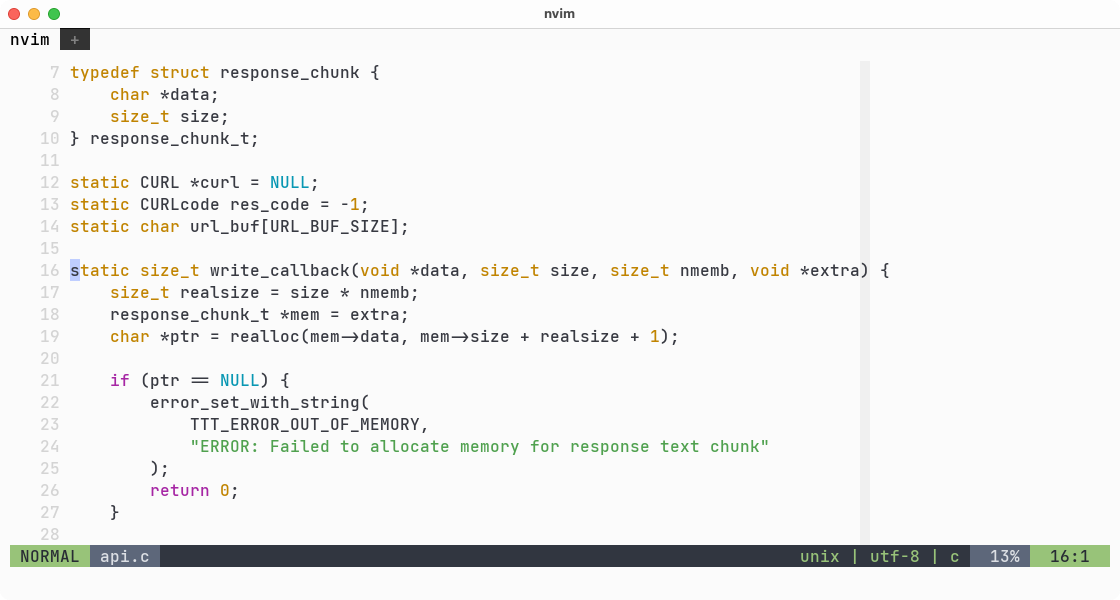 nvim
nvim +
7 typedef struct response_chunk {
8     char *data;
9     size_t size;
10 } response_chunk_t;
11
12 static CURL *curl = NULL;
13 static CURLcode res_code = -1;
14 static char url_buf[URL_BUF_SIZE];
15
16 static size_t write_callback(void *data, size_t size, size_t nmemb, void *extra) {
17     size_t realsize = size * nmemb;
18     response_chunk_t *mem = extra;
19     char *ptr = realloc(mem->data, mem->size + realsize + 1);
20
21     if (ptr == NULL) {
22         error_set_with_string(
23             TTT_ERROR_OUT_OF_MEMORY,
24             "ERROR: Failed to allocate memory for response text chunk"
25         );
26         return 0;
27     }
28
NORMAL api.c unix | utf-8 | c 13% 16:1